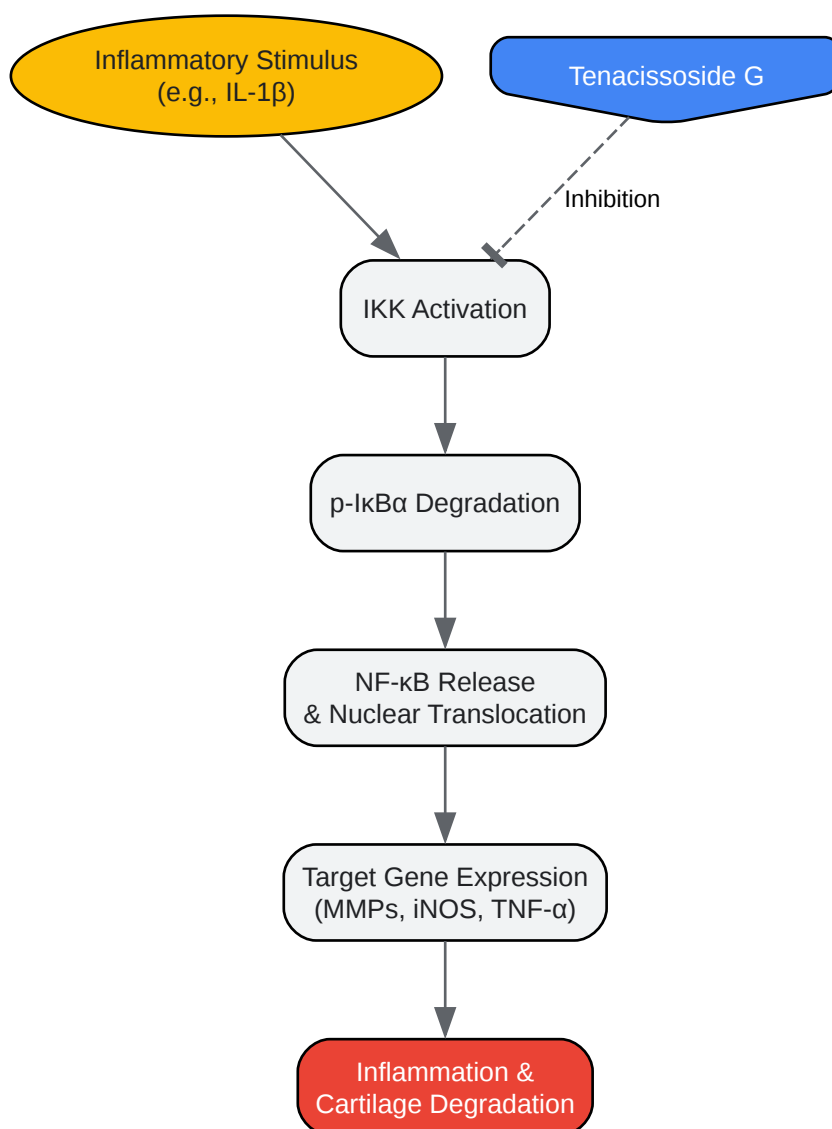 Inflammatory Stimulus
(e.g., IL-1β)
Tenacissoside G
Inhibition
IKK Activation
p-IκBα Degradation
NF-κB Release
& Nuclear Translocation
Target Gene Expression
(MMPs, iNOS, TNF-α)
Inflammation &
Cartilage Degradation